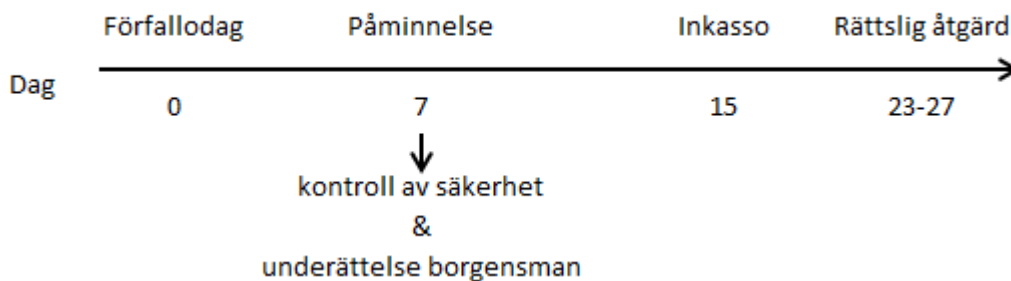 Förfallodag Påminnelse Inkasso Rättslig åtgärd
Dag
0 7 15 23-27
kontroll av säkerhet
&
underättelse borgensman